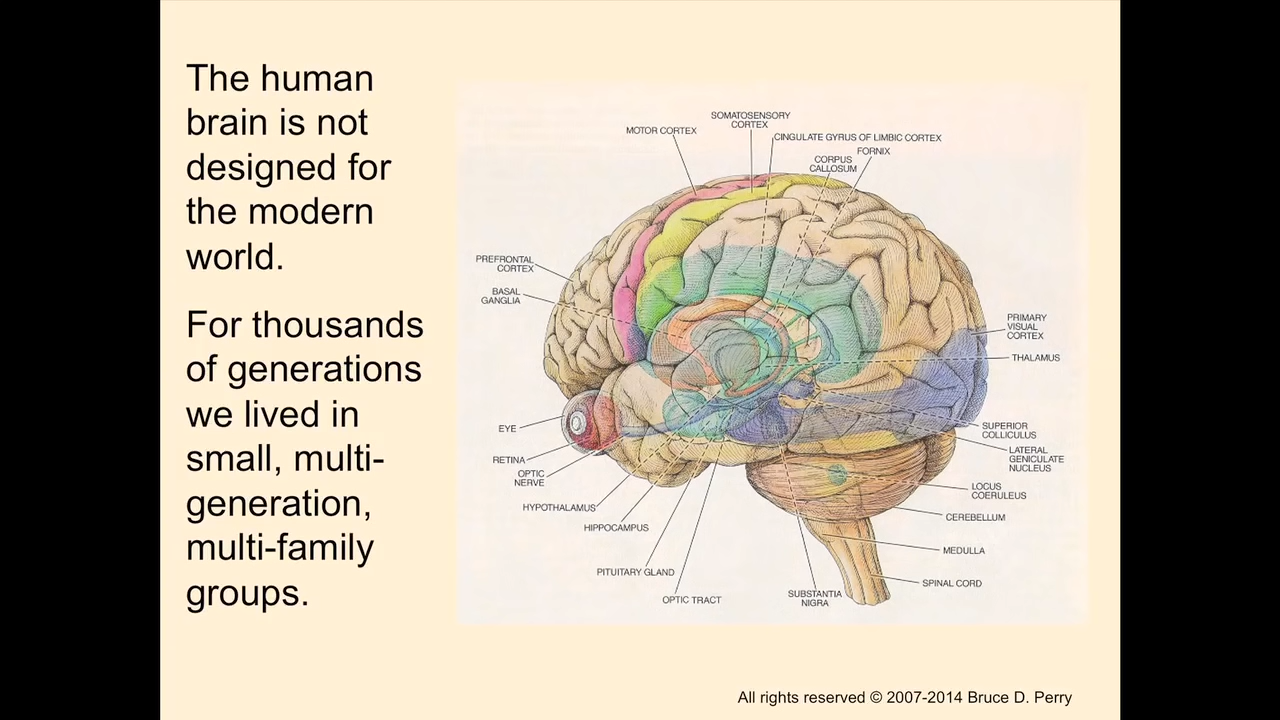 The human
brain is not
designed for
the modern
world.
For thousands
of generations
we lived in
small, multi-
generation,
multi-family
groups.
SOMATOSENSORY
CORTEX
MOTOR CORTEX
CINGULATE GYRUS OF LIMBIC CORTEX
FORNIX
CORPUS
CALLOSUM
PREFRONTAL
CORTEX
BASAL
GANGLIA
PRIMARY
VISUAL
CORTEX
THALAMUS
EYE
RETINA
OPTIC
NERVE
HYPOTHALAMUS
HIPPOCAMPUS
PITUITARY GLAND
OPTIC TRACT
SUBSTANTIA
NIGRA
SUPERIOR
COLLICULUS
LATERAL
GENICULATE
NUCLEUS
LOCUS
COERULEUS
CEREBELLUM
MEDULLA
SPINAL CORD
All rights reserved © 2007-2014 Bruce D. Perry